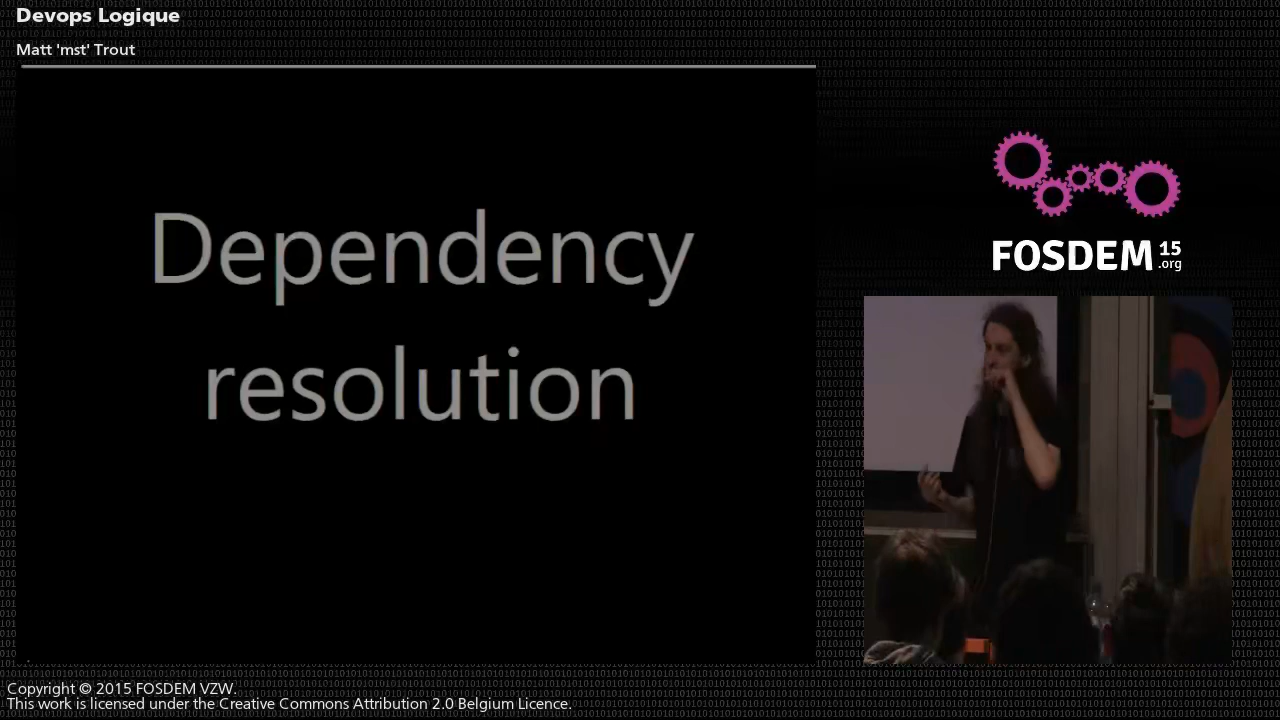 Devops Logique
Matt 'mst' Trout
Dependency
resolution
FOSDEM 15
.org
Copyright © 2015 FOSDEM VZW.
This work is licensed under the Creative Commons Attribution 2.0 Belgium Licence.